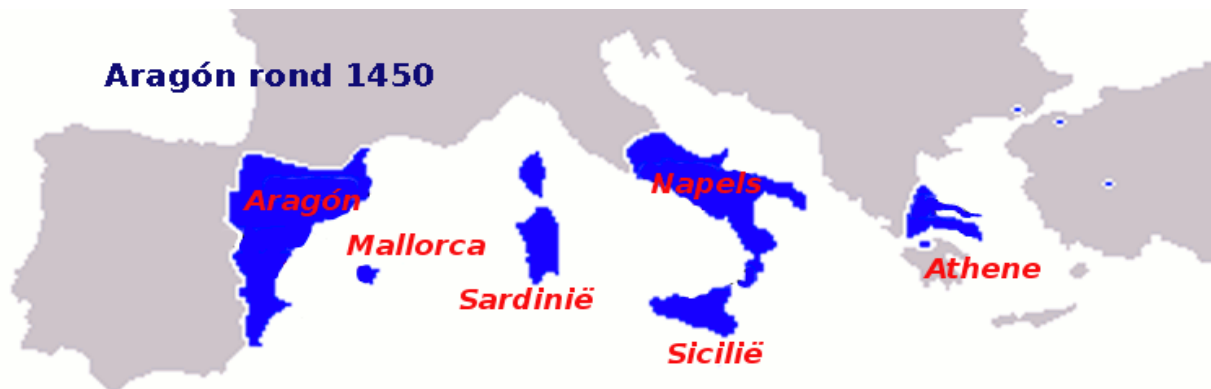 Aragón rond 1450
Aragón
Napels
Mallorca
Athene
Sardinië
Sicilië